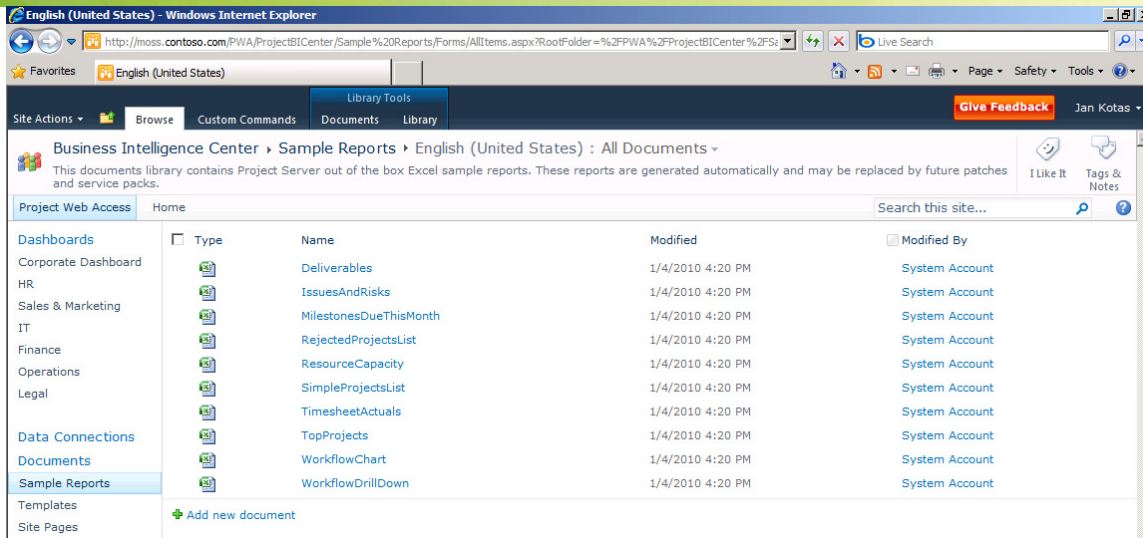 English (United States) - Windows Internet Explorer
http://moss.contoso.com/PWA/ProjectBICenter/Sample%20Reports/Forms/AllItems.aspx?RootFolder=%2FPWA%2FProjectBICenter%2FSa
Live Search
Favorites English (United States) Page Safety Tools
Library Tools
Site Actions Browse Custom Commands Documents Library Give Feedback Jan Kotas
Business Intelligence Center Sample Reports English (United States) : All Documents
This documents library contains Project Server out of the box Excel sample reports. These reports are generated automatically and may be replaced by future patches
and service packs.
I Like It Tags &
Notes
Project Web Access Home Search this site...
Dashboards Type Name Modified Modified By
Corporate Dashboard Deliverables 1/4/2010 4:20 PM System Account
HR IssuesAndRisks 1/4/2010 4:20 PM System Account
Sales & Marketing MilestonesDueThisMonth 1/4/2010 4:20 PM System Account
IT RejectedProjectsList 1/4/2010 4:20 PM System Account
Finance ResourceCapacity 1/4/2010 4:20 PM System Account
Operations SimpleProjectsList 1/4/2010 4:20 PM System Account
Legal TimesheetActuals 1/4/2010 4:20 PM System Account
Data Connections TopProjects 1/4/2010 4:20 PM System Account
Documents WorkflowChart 1/4/2010 4:20 PM System Account
Sample Reports WorkflowDrillDown 1/4/2010 4:20 PM System Account
Templates Add new document
Site Pages